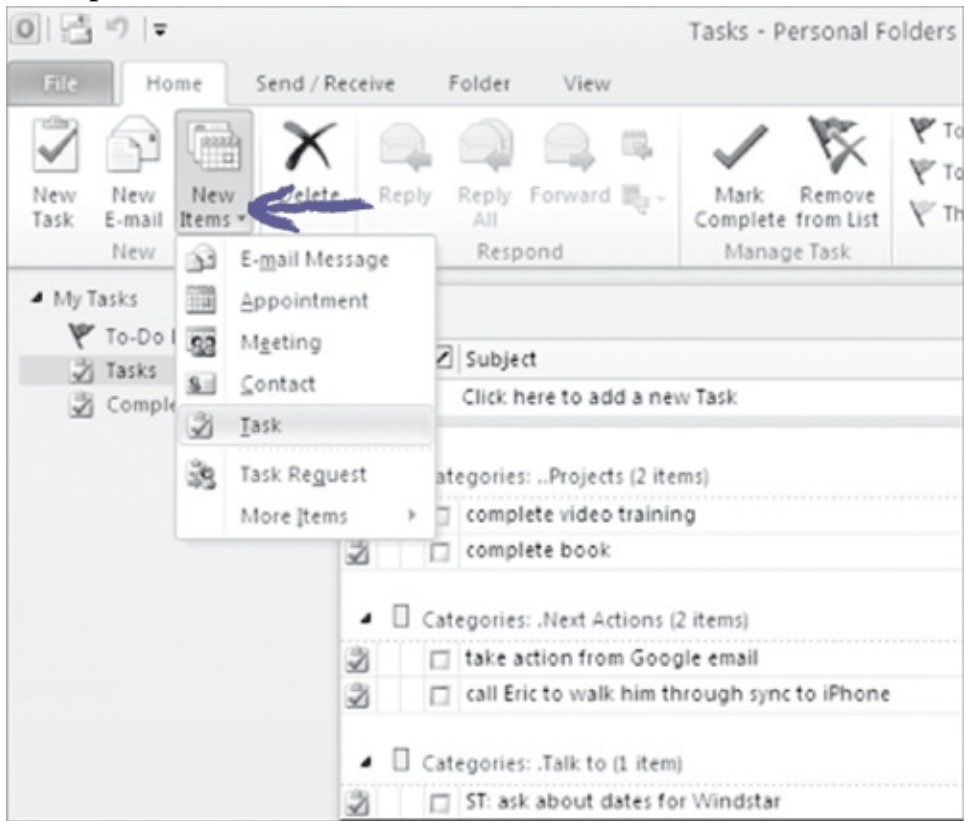 Tasks - Personal Folders
File Home Send / Receive Folder View
New Task
New E-mail
New Items
Delete
Reply
Reply All
Forward
Mark Complete
Remove from List
New
Respond
Manage Task
E-mail Message
Appointment
Meeting
Contact
Task
Task Request
More Items
My Tasks
To-Do
Tasks
Subject
Click here to add a new Task
..Projects (2 items)
complete video training
complete book
Categories: .Next Actions (2 items)
take action from Google email
call Eric to walk him through sync to iPhone
Categories: .Talk to (1 item)
ST: ask about dates for Windstar